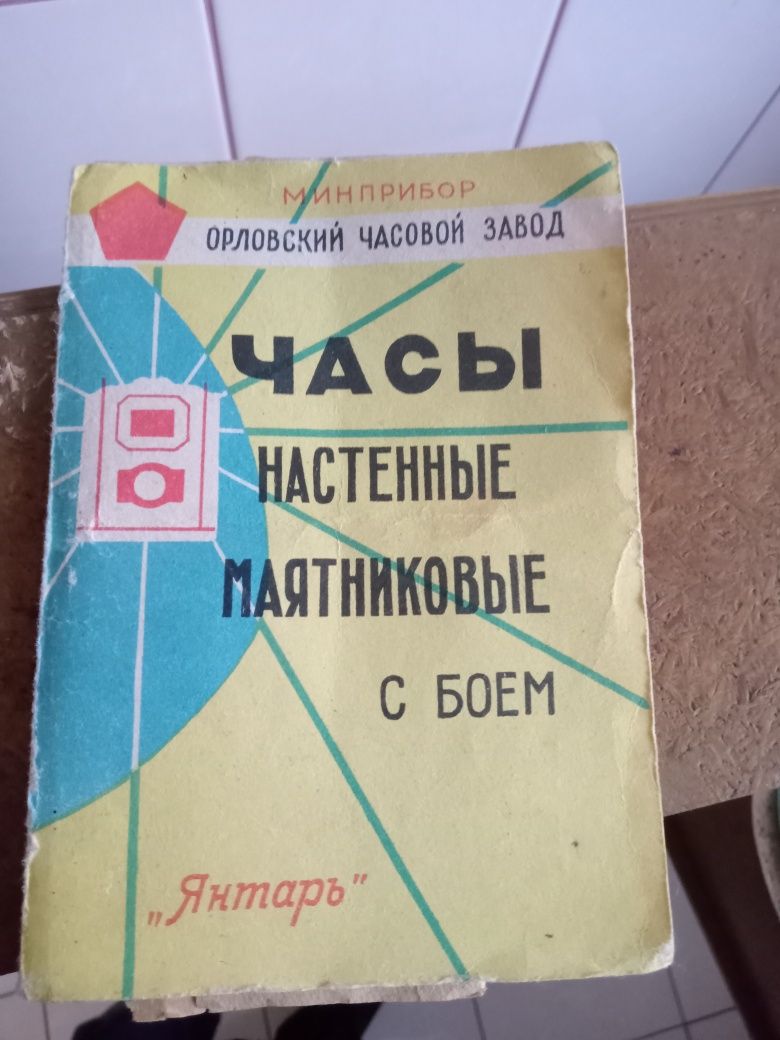 МИНПРИБОР
ОРЛОВСКИЙ ЧАСОВОЙ ЗАВОД
ЧАСЫ
НАСТЕННЫЕ
МАЯТНИКОВЫЕ
С БОЕМ
„Янтарь"